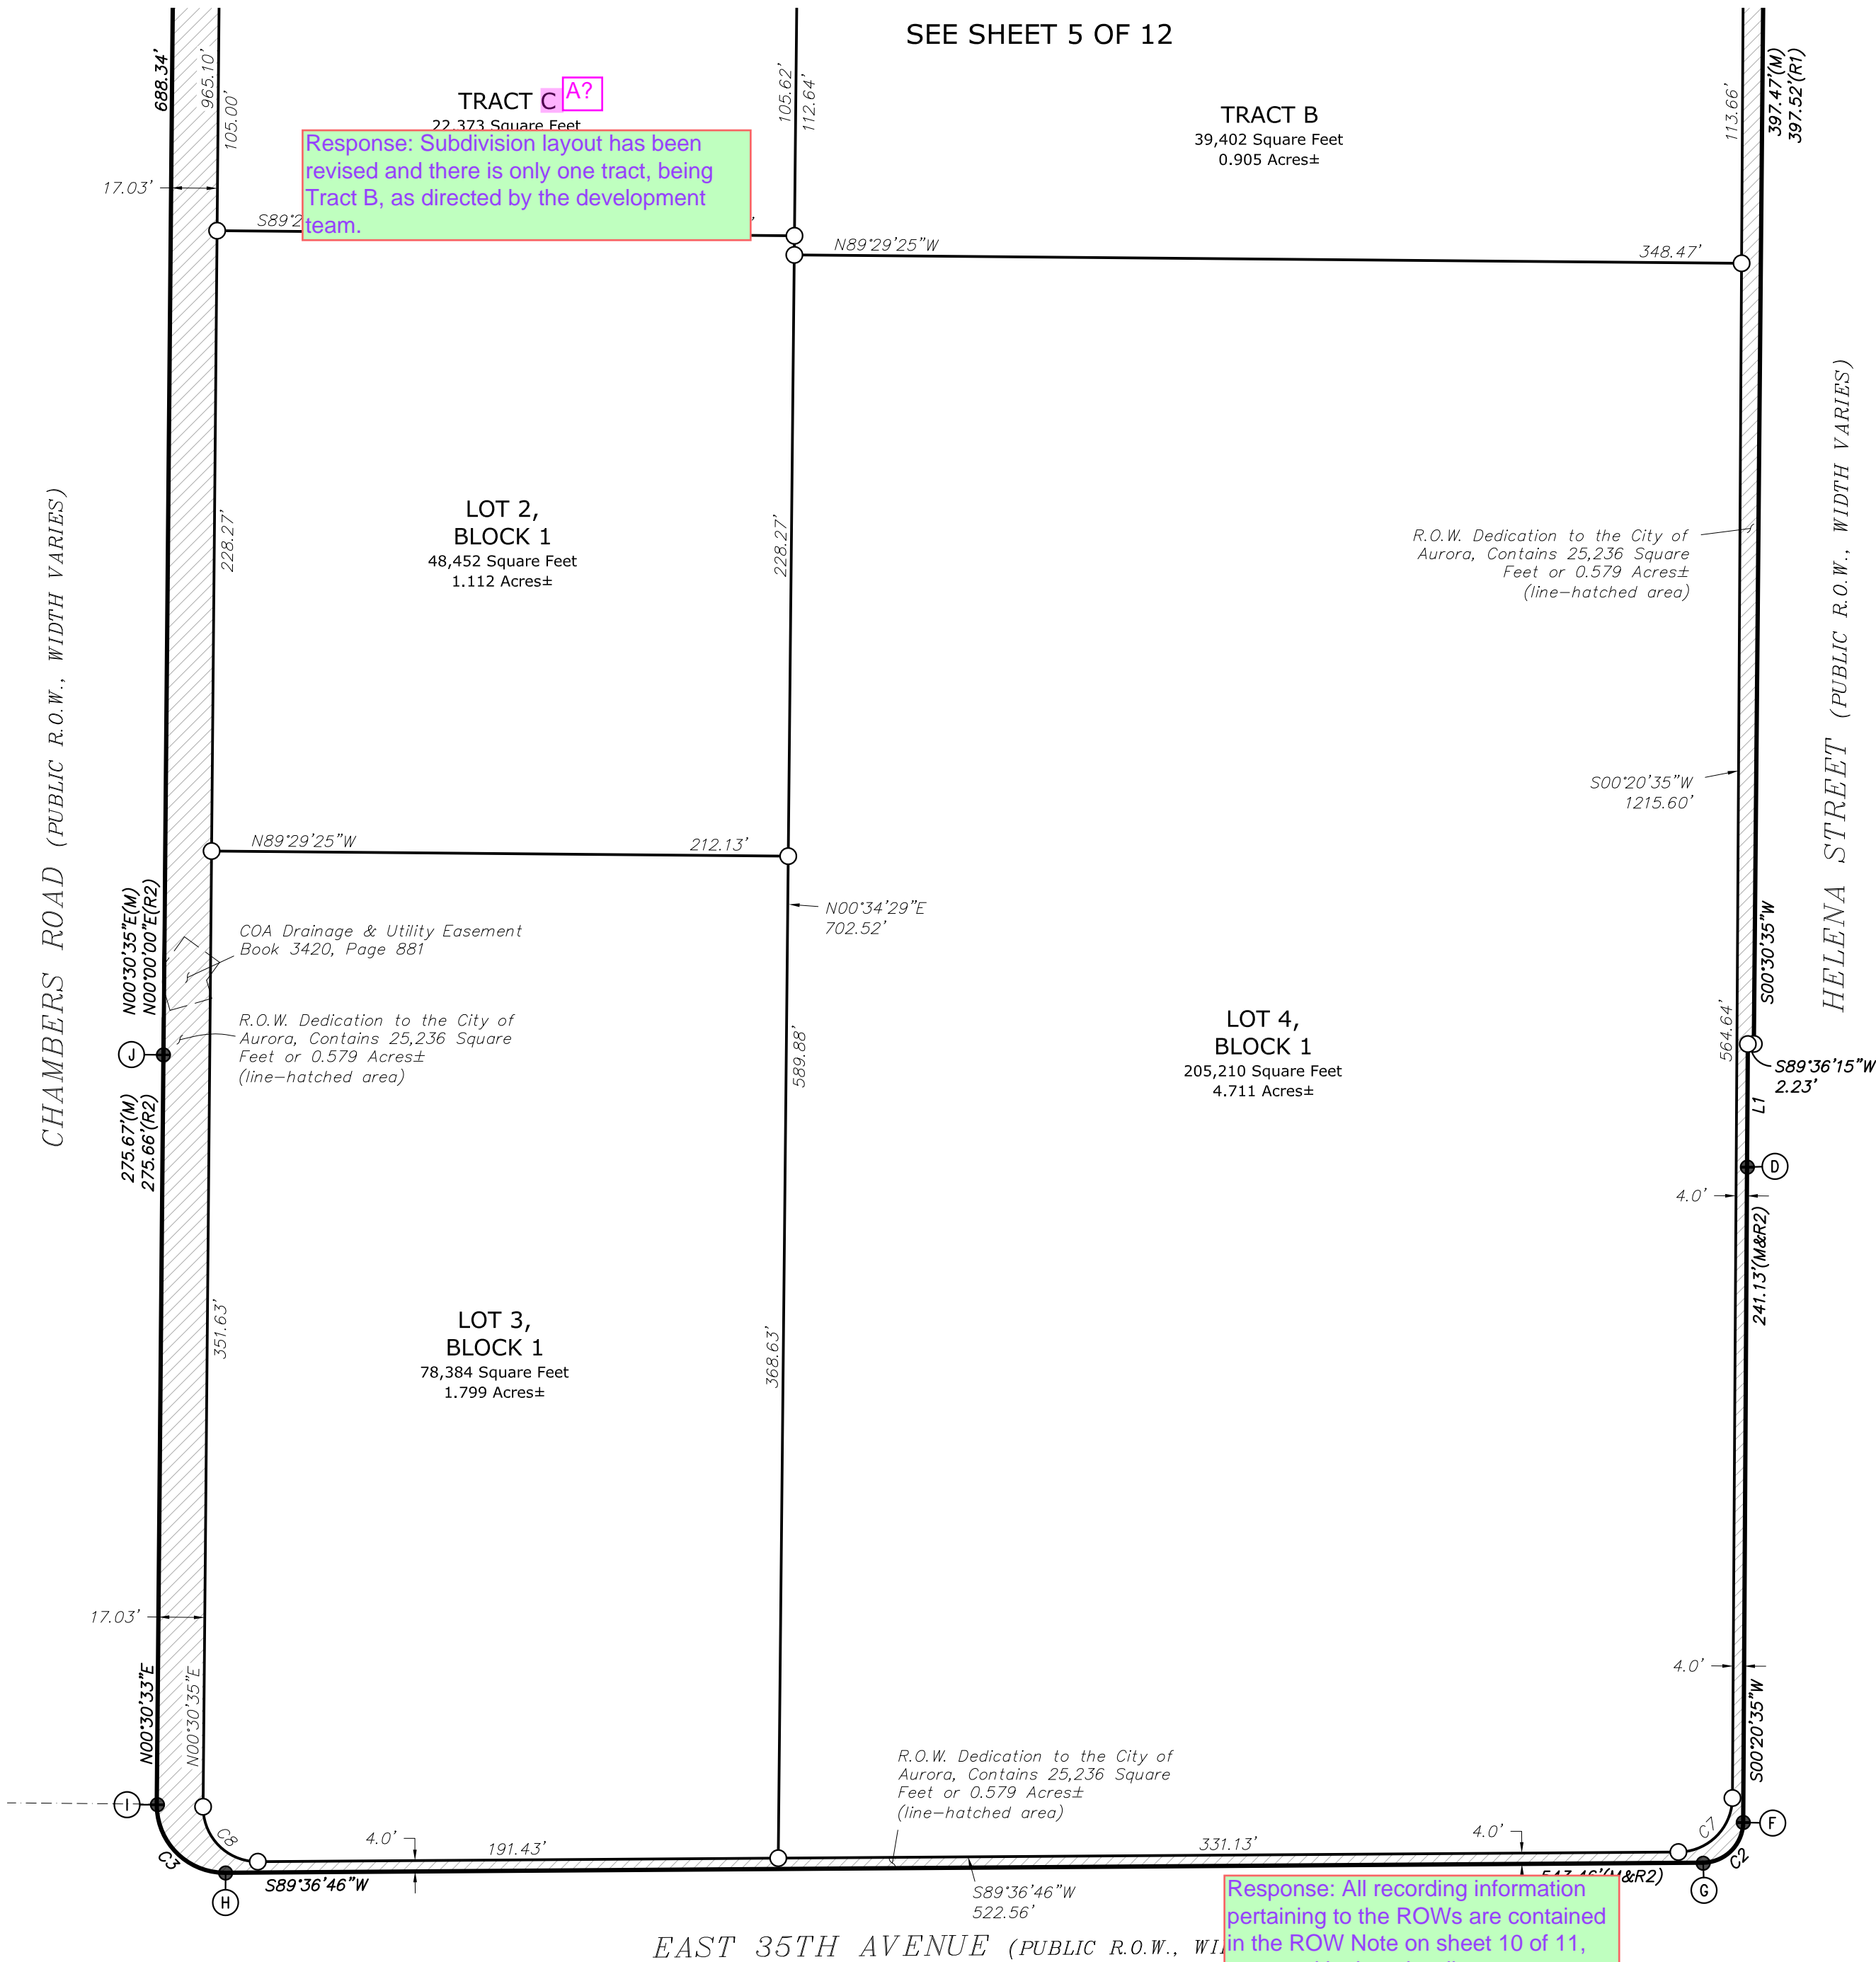 SEE SHEET 5 OF 12
688.34'
965.10'
105.00'
TRACT C
A?
22,373 Square Feet
Response: Subdivision layout has been
revised and there is only one tract, being
Tract B, as directed by the development
team.
105.62'
112.64'
TRACT B
39,402 Square Feet
0.905 Acres±
113.66'
397.47'(M)
397.52'(R1)
17.03'
S89°2
N89°29'25"W
348.47'
LOT 2,
BLOCK 1
48,452 Square Feet
1.112 Acres±
228.27'
228.27'
R.O.W. Dedication to the City of
Aurora, Contains 25,236 Square
Feet or 0.579 Acres±
(line-hatched area)
CHAMBERS ROAD (PUBLIC R.O.W., WIDTH VARIES)
HELENA STREET (PUBLIC R.O.W., WIDTH VARIES)
S00°20'35"W
1215.60'
N89°29'25"W
212.13'
N00°34'29"E
702.52'
N00°30'35"E(M)
N00°00'00"E(R2)
COA Drainage & Utility Easement
Book 3420, Page 881
R.O.W. Dedication to the City of
Aurora, Contains 25,236 Square
Feet or 0.579 Acres±
(line-hatched area)
J
275.67'(M)
275.66'(R2)
589.88'
LOT 4,
BLOCK 1
205,210 Square Feet
4.711 Acres±
564.64'
S00°30'35"W
S89°36'15"W
2.23'
L1
D
4.0'
241.13'(M&R2)
351.63'
LOT 3,
BLOCK 1
78,384 Square Feet
1.799 Acres±
368.63'
17.03'
N00°30'33"E
N00°30'35"E
4.0'
S00°20'35"W
R.O.W. Dedication to the City of
Aurora, Contains 25,236 Square
Feet or 0.579 Acres±
(line-hatched area)
I
C8
C3
4.0'
191.43'
331.13'
4.0'
C7
C2
F
S89°36'46"W
H
S89°36'46"W
522.56'
543.46'(M&R2)
G
Response: All recording information
pertaining to the ROWs are contained
in the ROW Note on sheet 10 of 11,
EAST 35TH AVENUE (PUBLIC R.O.W.,